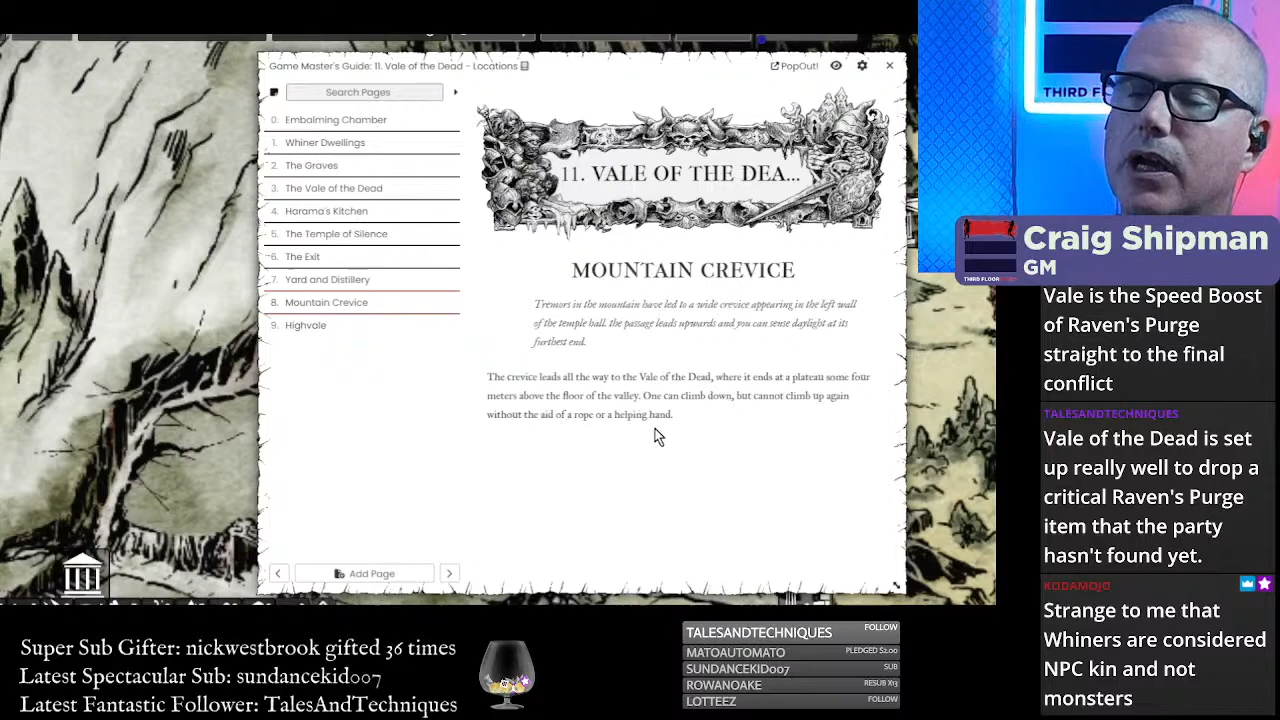 Game Master's Guide: 11. Vale of the Dead - Locations
PopOut!
Search Pages
0. Embalming Chamber
1. Whiner Dwellings
2. The Graves
3. The Vale of the Dead
4. Harama's Kitchen
5. The Temple of Silence
6. The Exit
7. Yard and Distillery
8. Mountain Crevice
9. Highvale
Add Page
11. VALE OF THE DEA...
MOUNTAIN CREVICE
Tremors in the mountain have led to a wide crevice appearing in the left wall
of the temple hall. the passage leads upwards and you can sense daylight at its
furthest end.
The crevice leads all the way to the Vale of the Dead, where it ends at a plateau some four
meters above the floor of the valley. One can climb down, but cannot climb up again
without the aid of a rope or a helping hand.
THIRD FL
THIRD FLOOR
Craig Shipman
GM
Vale is the Speed Boost
of Raven's Purge
straight to the final
conflict
TALESANDTECHNIQUES
Vale of the Dead is set
up really well to drop a
critical Raven's Purge
item that the party
hasn't found yet.
KODAMOJO
Strange to me that
Whiners are considered
NPC kin and not
monsters
Super Sub Gifter: nickwestbrook gifted 36 times
Latest Spectacular Sub: sundancekid007
Latest Fantastic Follower: TalesAndTechniques
TALESANDTECHNIQUES FOLLOW
MATOAUTOMATO PLEDGED $2.00
SUNDANCEKID007 SUB
ROWANOAKE RESUB X13
LOTTEEZ FOLLOW